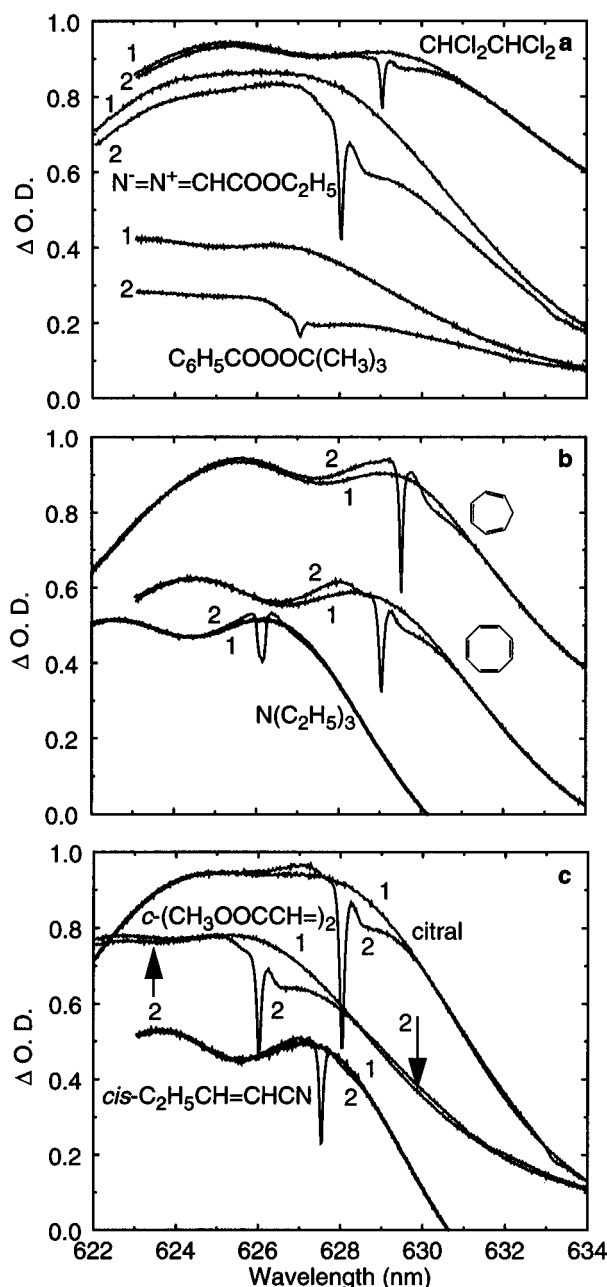 CHCl2CHCl2 a
1
2
1
2
N-=N+=CHCOOC2H5
1
2
C6H5COOOC(CH3)3
Δ O. D.
1.0
0.8
0.6
0.4
0.2
0.0
b
2
1
2
1
2
1
N(C2H5)3
Δ O. D.
1.0
0.8
0.6
0.4
0.2
0.0
c
1
c-(CH3OOCCH=)2
1
citral
2
2
2
2
1
cis-C2H5CH=CHCN
2
Δ O. D.
1.0
0.8
0.6
0.4
0.2
0.0
622 624 626 628 630 632 634
Wavelength (nm)